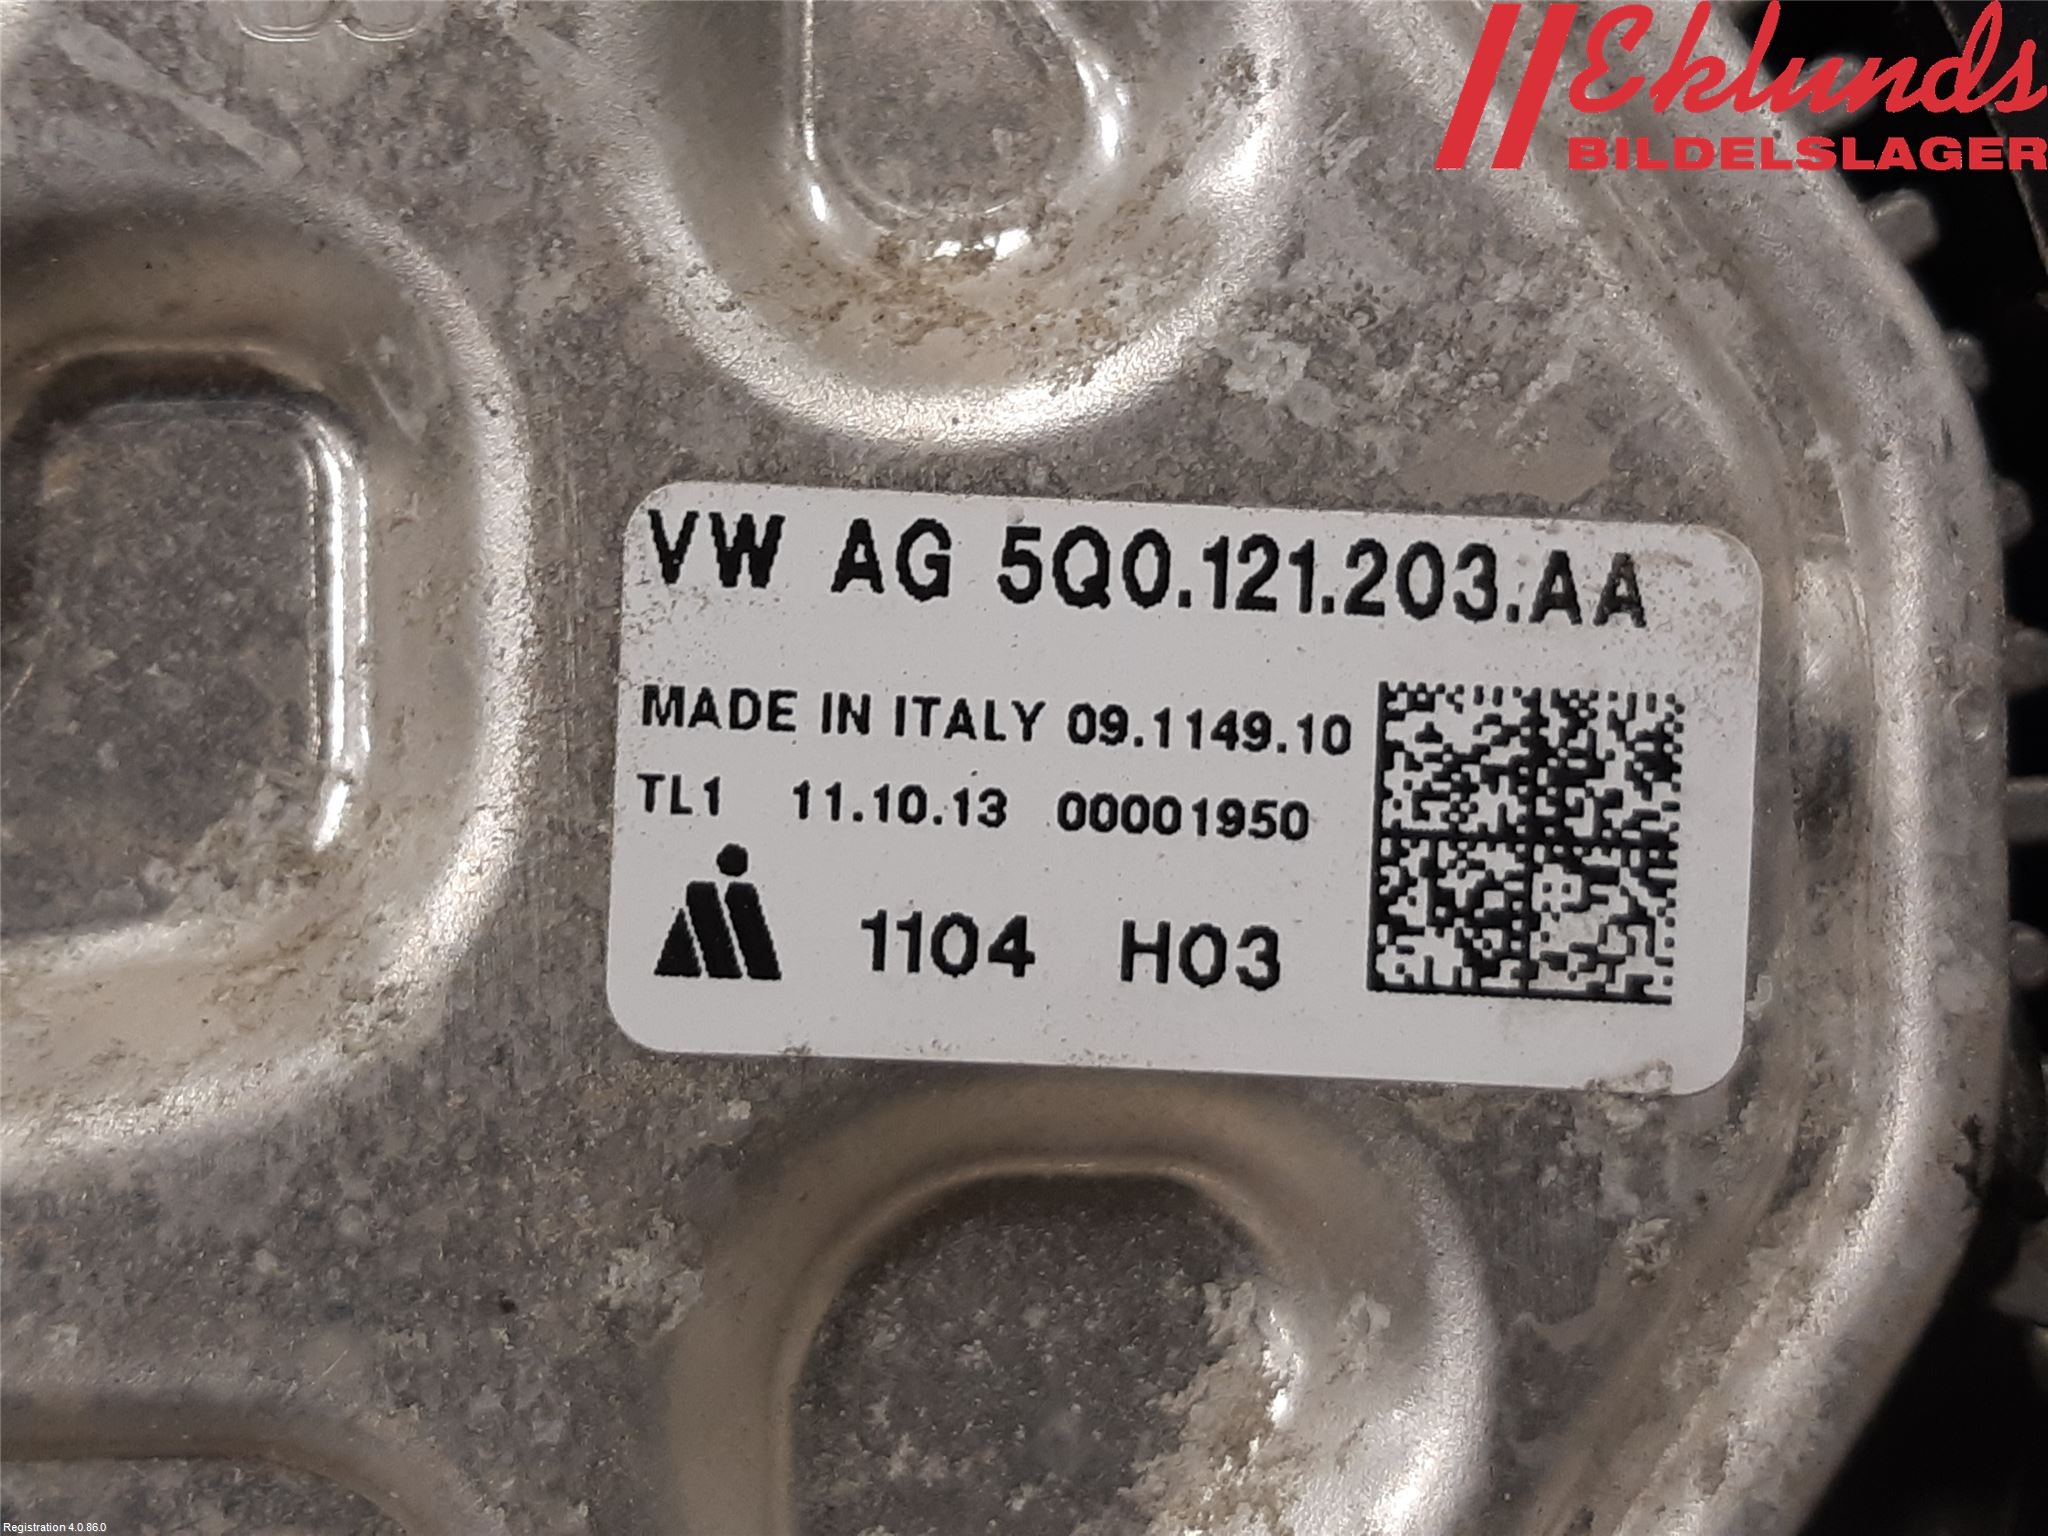 Eklunds
BILDELSLAGER
VW AG 5Q0.121.203.AA
MADE IN ITALY 09.1149.10
TL1 11.10.13 00001950
1104 H03
Registration 4.0.86.0